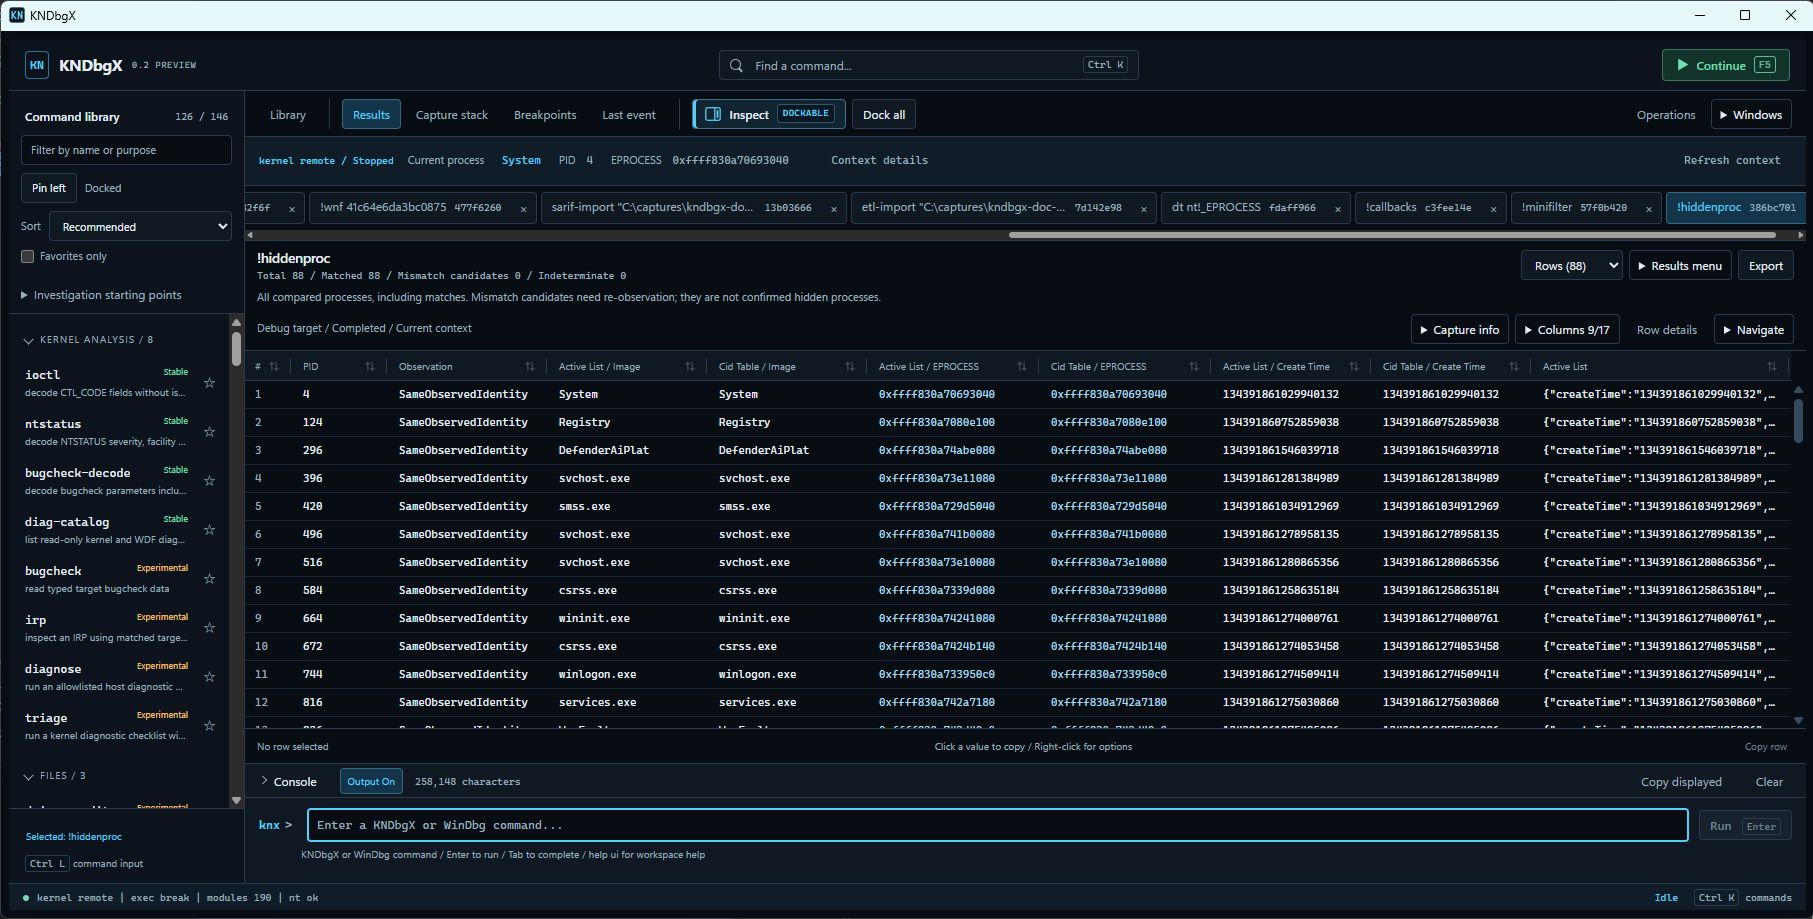 KN KNDbgX
KN KNDbgX 0.2 PREVIEW
Find a command... Ctrl K
Continue F5
Command library 126 / 146
Filter by name or purpose
Pin left Docked
Sort Recommended
Favorites only
Investigation starting points
KERNEL ANALYSIS / 8
ioctl Stable
decode CTL_CODE fields without is...
ntstatus Stable
decode NTSTATUS severity, facility ...
bugcheck-decode Stable
decode bugcheck parameters inclu...
diag-catalog Stable
list read-only kernel and WDF diag...
bugcheck Experimental
read typed target bugcheck data
irp Experimental
inspect an IRP using matched targe...
diagnose Experimental
run an allowlisted host diagnostic ...
triage Experimental
run a kernel diagnostic checklist wi...
FILES / 3
Experimental
Selected: !hiddenproc
Ctrl L command input
Library Results Capture stack Breakpoints Last event Inspect DOCKABLE Dock all Operations Windows
kernel remote / Stopped Current process System PID 4 EPROCESS 0xffff830a70693040 Context details Refresh context
2f6f × !wnf 41c64e6da3bc0875 477f6260 × sarif-import "C:\captures\kndbgx-do... 13b03666 × etl-import "C:\captures\kndbgx-doc-... 7d142e98 × dt nt!_EPROCESS fdaff966 × !callbacks c3fee14e × !minifilter 57f0b420 × !hiddenproc 386bc701
!hiddenproc
Total 88 / Matched 88 / Mismatch candidates 0 / Indeterminate 0
Rows (88) Results menu Export
All compared processes, including matches. Mismatch candidates need re-observation; they are not confirmed hidden processes.
Debug target / Completed / Current context
Capture info Columns 9/17 Row details Navigate
# PID Observation Active List / Image Cid Table / Image Active List / EPROCESS Cid Table / EPROCESS Active List / Create Time Cid Table / Create Time Active List
1 4 SameObservedIdentity System System 0xffff830a70693040 0xffff830a70693040 134391861029940132 134391861029940132 {"createTime":"134391861029940132",...
2 124 SameObservedIdentity Registry Registry 0xffff830a7080e100 0xffff830a7080e100 134391860752859038 134391860752859038 {"createTime":"134391860752859038",...
3 296 SameObservedIdentity DefenderAiPlat DefenderAiPlat 0xffff830a74abe080 0xffff830a74abe080 134391861546039718 134391861546039718 {"createTime":"134391861546039718",...
4 396 SameObservedIdentity svchost.exe svchost.exe 0xffff830a73e11080 0xffff830a73e11080 134391861281384989 134391861281384989 {"createTime":"134391861281384989",...
5 420 SameObservedIdentity smss.exe smss.exe 0xffff830a729d5040 0xffff830a729d5040 134391861034912969 134391861034912969 {"createTime":"134391861034912969",...
6 496 SameObservedIdentity svchost.exe svchost.exe 0xffff830a741b0080 0xffff830a741b0080 134391861278958135 134391861278958135 {"createTime":"134391861278958135",...
7 516 SameObservedIdentity svchost.exe svchost.exe 0xffff830a73e10080 0xffff830a73e10080 134391861280865356 134391861280865356 {"createTime":"134391861280865356",...
8 584 SameObservedIdentity csrss.exe csrss.exe 0xffff830a7339d080 0xffff830a7339d080 134391861258635184 134391861258635184 {"createTime":"134391861258635184",...
9 664 SameObservedIdentity wininit.exe wininit.exe 0xffff830a74241080 0xffff830a74241080 134391861274000761 134391861274000761 {"createTime":"134391861274000761",...
10 672 SameObservedIdentity csrss.exe csrss.exe 0xffff830a7424b140 0xffff830a7424b140 134391861274053458 134391861274053458 {"createTime":"134391861274053458",...
11 744 SameObservedIdentity winlogon.exe winlogon.exe 0xffff830a733950c0 0xffff830a733950c0 134391861274509414 134391861274509414 {"createTime":"134391861274509414",...
12 816 SameObservedIdentity services.exe services.exe 0xffff830a742a7180 0xffff830a742a7180 134391861275030860 134391861275030860 {"createTime":"134391861275030860",...
No row selected Click a value to copy / Right-click for options Copy row
Console Output On 258,148 characters Copy displayed Clear
knx > Enter a KNDbgX or WinDbg command... Run Enter
KNDbgX or WinDbg command / Enter to run / Tab to complete / help ui for workspace help
kernel remote | exec break | modules 190 | nt ok Idle Ctrl K commands